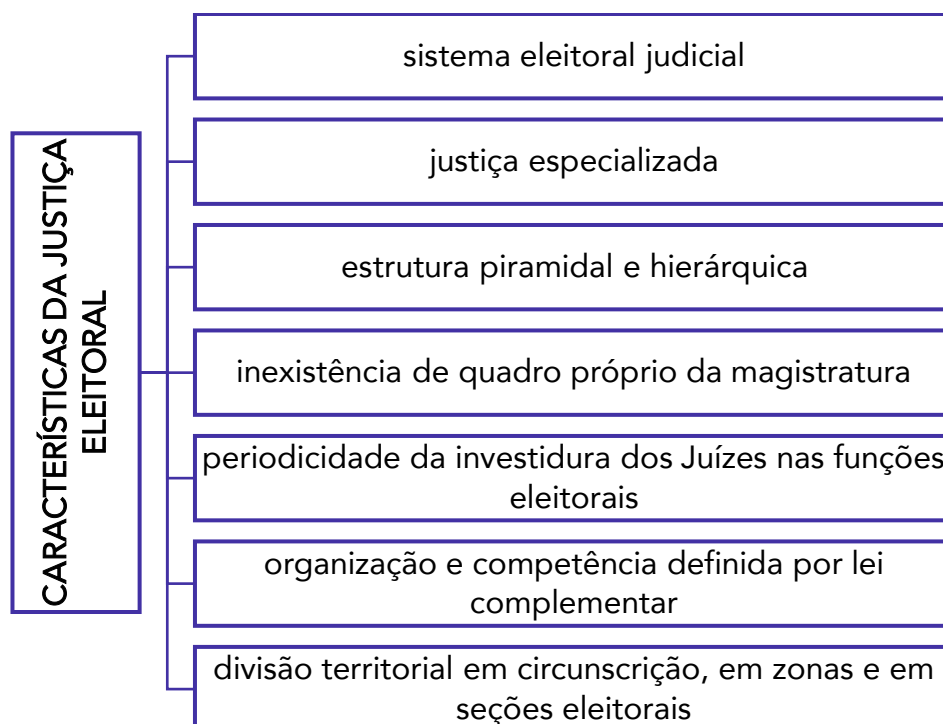 CARACTERÍSTICAS DA JUSTIÇA
ELEITORAL
sistema eleitoral judicial
justiça especializada
estrutura piramidal e hierárquica
inexistência de quadro próprio da magistratura
periodicidade da investidura dos Juízes nas funções
eleitorais
organização e competência definida por lei
complementar
divisão territorial em circunscrição, em zonas e em
seções eleitorais